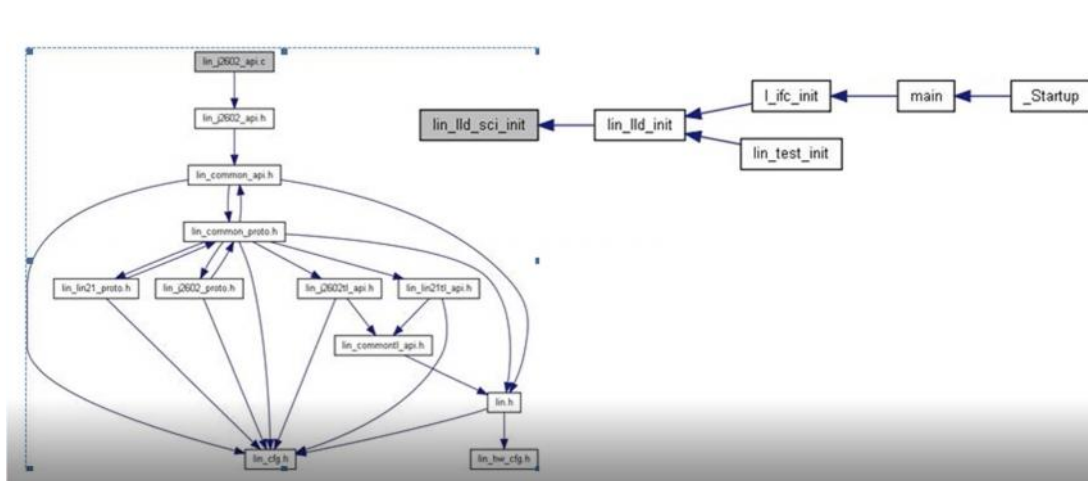 lin_j2602_api.c
lin_j2602_api.h
lin_common_api.h
lin_common_proto.h
lin_lin21_proto.h
lin_j2602_proto.h
lin_j2602tl_api.h
lin_lin21tl_api.h
lin_commontl_api.h
lin.h
lin_cfg.h
lin_hw_cfg.h
lin_lld_sci_init
lin_lld_init
l_ifc_init
main
_Startup
lin_test_init